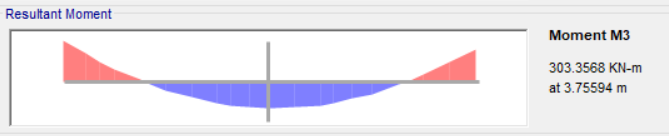 Resultant Moment
Moment M3
303.3568 KN-m
at 3.75594 m